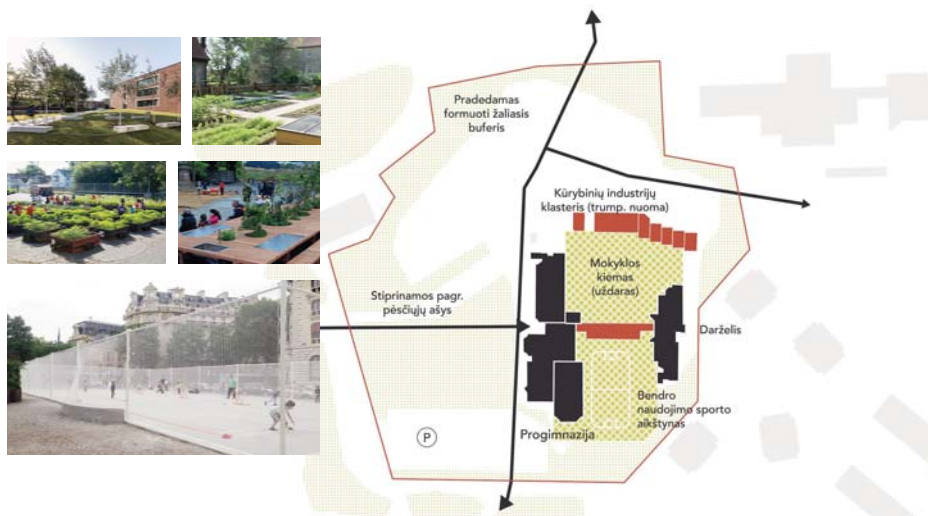 Pradedamas
formuoti žaliasis
buferis
Kūrybinių industrijų
klasteris (trump. nuoma)
Mokyklos
kiemas
(uždaras)
Stiprinamos pagr.
pėsčiųjų ašys
Darželis
Bendro
naudojimo sporto
aikštynas
Progimnazija
P